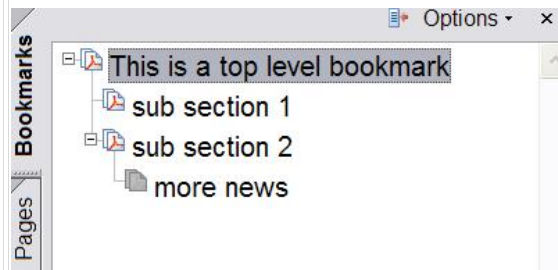 Options
Bookmarks
This is a top level bookmark
sub section 1
sub section 2
more news
Pages